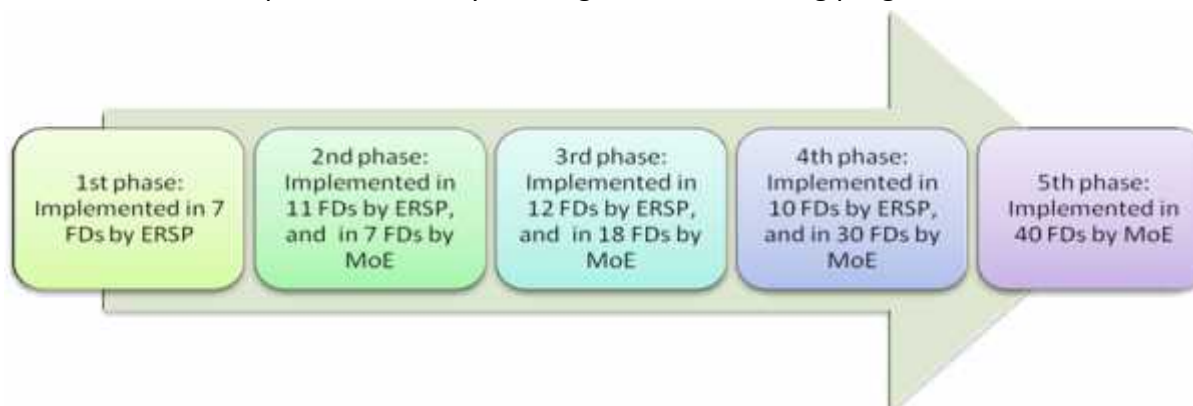 1st phase:
Implemented in 7
FDs by ERSP
2nd phase:
Implemented in
11 FDs by ERSP,
and in 7 FDs by
MoE
3rd phase:
Implemented in
12 FDs by ERSP,
and in 18 FDs by
MoE
4th phase:
Implemented in
10 FDs by ERSP,
and in 30 FDs by
MoE
5th phase:
Implemented in
40 FDs by MoE